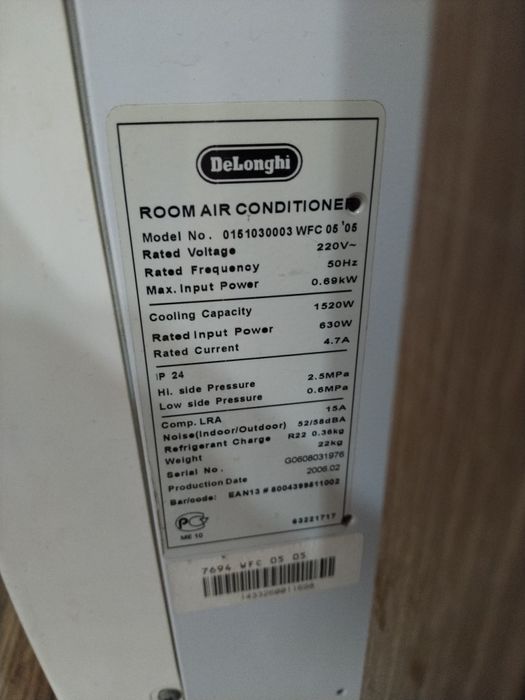 DeLonghi
ROOM AIR CONDITIONER
Model No. 0151030003 WFC 05 '05
Rated Voltage 220V~
Rated Frequency 50Hz
Max. Input Power 0.69kW
Cooling Capacity 1520W
Rated Input Power 630W
Rated Current 4.7A
IP 24
Hi. side Pressure 2.5MPa
Low side Pressure 0.6MPa
Comp. LRA 15A
Noise(Indoor/Outdoor) 52/58dBA
Refrigerant Charge R22 0.36kg
Weight 22kg
Serial No. G0608031976
Production Date 2006.02
Bar/code: EAN13 #
PC
ME 10
63221717
7694 WFC 05 05